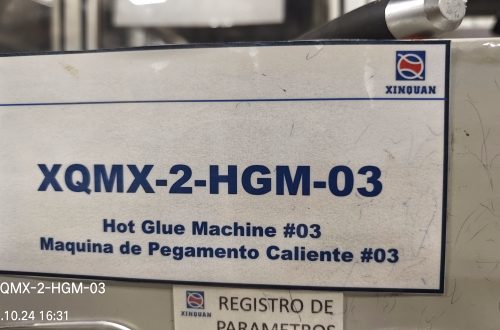 XINQUAN
XQMX-2-HGM-03
Hot Glue Machine #03
Maquina de Pegamento Caliente #03
QMX-2-HGM-03
.10.24 16:31
XINQUAN
REGISTRO DE
PARAMETROS